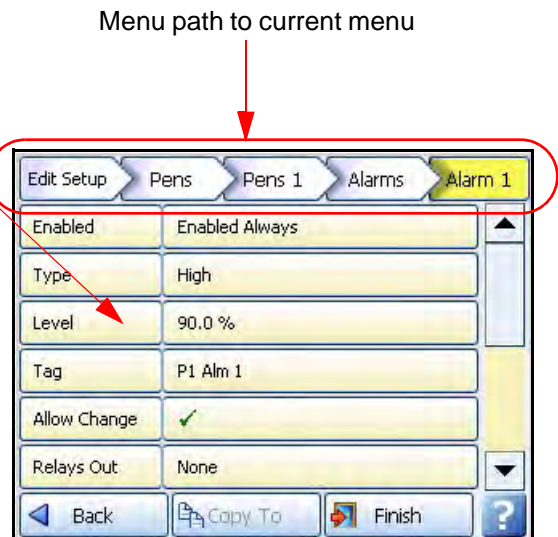 Menu path to current menu
Edit Setup Pens Pens 1 Alarms Alarm 1
Enabled Enabled Always
Type High
Level 90.0 %
Tag P1 Alm 1
Allow Change ✓
Relays Out None
Back Copy To Finish ?